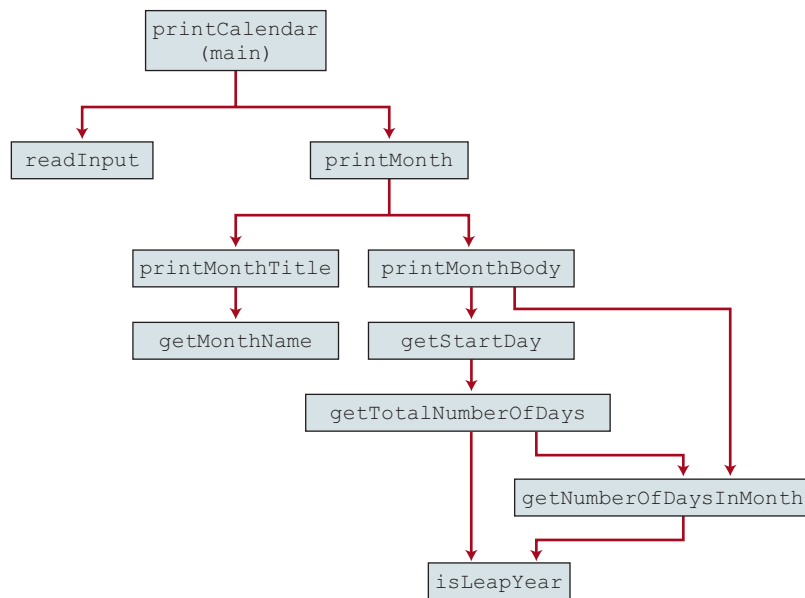 printCalendar
(main)
readInput
printMonth
printMonthTitle
printMonthBody
getMonthName
getStartDay
getTotalNumberOfDays
getNumberOfDaysInMonth
isLeapYear